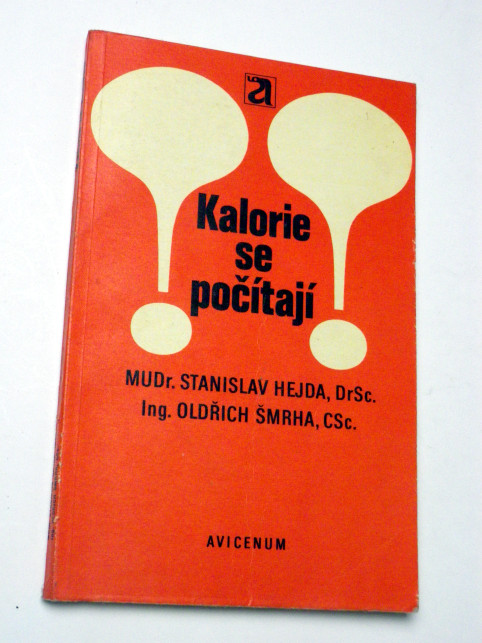 Kalorie
se
počítají
MUDr. STANISLAV HEJDA, DrSc.
Ing. OLDŘICH ŠMRHA, CSc.
AVICENUM